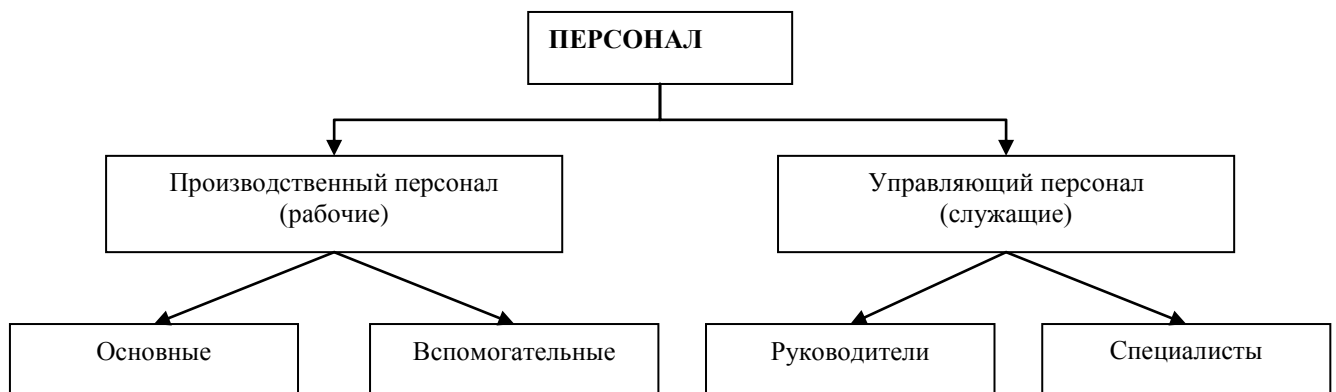 ПЕРСОНАЛ
Производственный персонал
(рабочие)
Управляющий персонал
(служащие)
Основные
Вспомогательные
Руководители
Специалисты